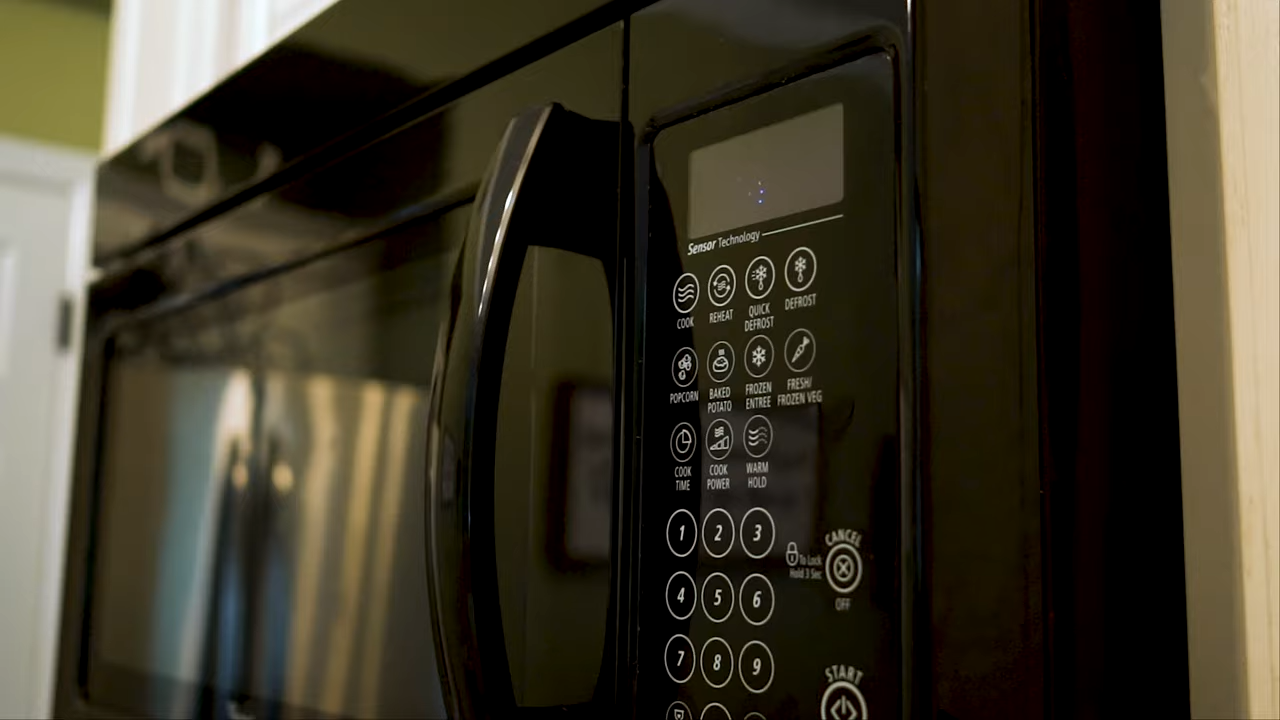 Sensor Technology
COOK
REHEAT
QUICK
DEFROST
DEFROST
POPCORN
BAKED
POTATO
FROZEN
ENTREE
FRESH/
FROZEN VEG
COOK
TIME
COOK
POWER
WARM
HOLD
1 2 3
To Lock
Hold 3 Sec
CANCEL
OFF
4 5 6
7 8 9
START